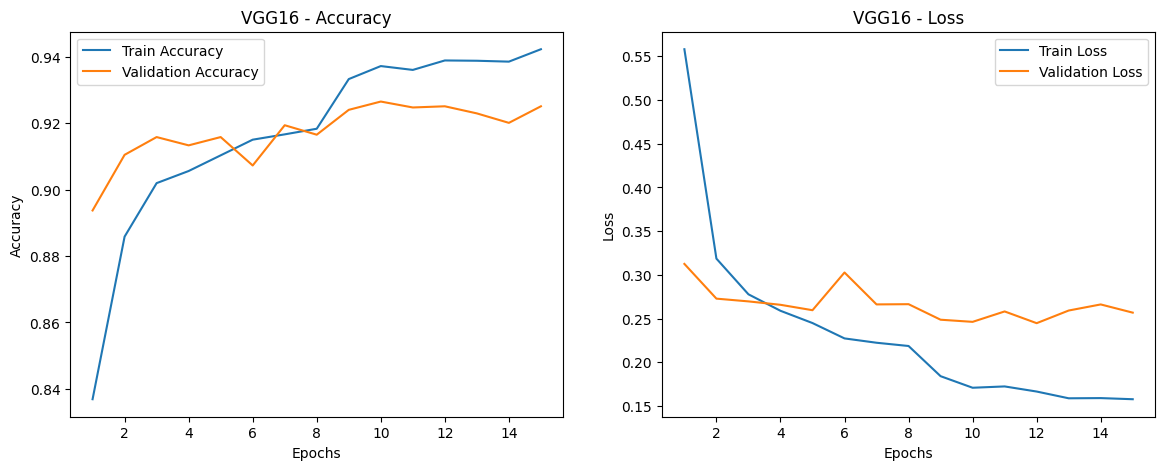 VGG16 - Accuracy
Train Accuracy
Validation Accuracy
0.94
0.92
0.90
0.88
0.86
0.84
Accuracy
2 4 6 8 10 12 14
Epochs
VGG16 - Loss
Train Loss
Validation Loss
0.55
0.50
0.45
0.40
0.35
0.30
0.25
0.20
0.15
Loss
2 4 6 8 10 12 14
Epochs